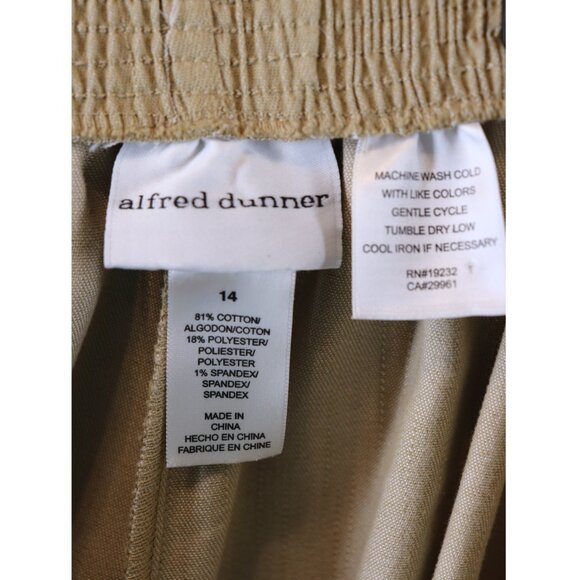 alfred dunner
14
81% COTTON/
ALGODON/COTON
18% POLYESTER/
POLIESTER/
POLYESTER
1% SPANDEX/
SPANDEX/
SPANDEX
MADE IN
CHINA
HECHO EN CHINA
FABRIQUE EN CHINE
MACHINE WASH COLD
WITH LIKE COLORS
GENTLE CYCLE
TUMBLE DRY LOW
COOL IRON IF NECESSARY
RN#19232 1
CA#29961